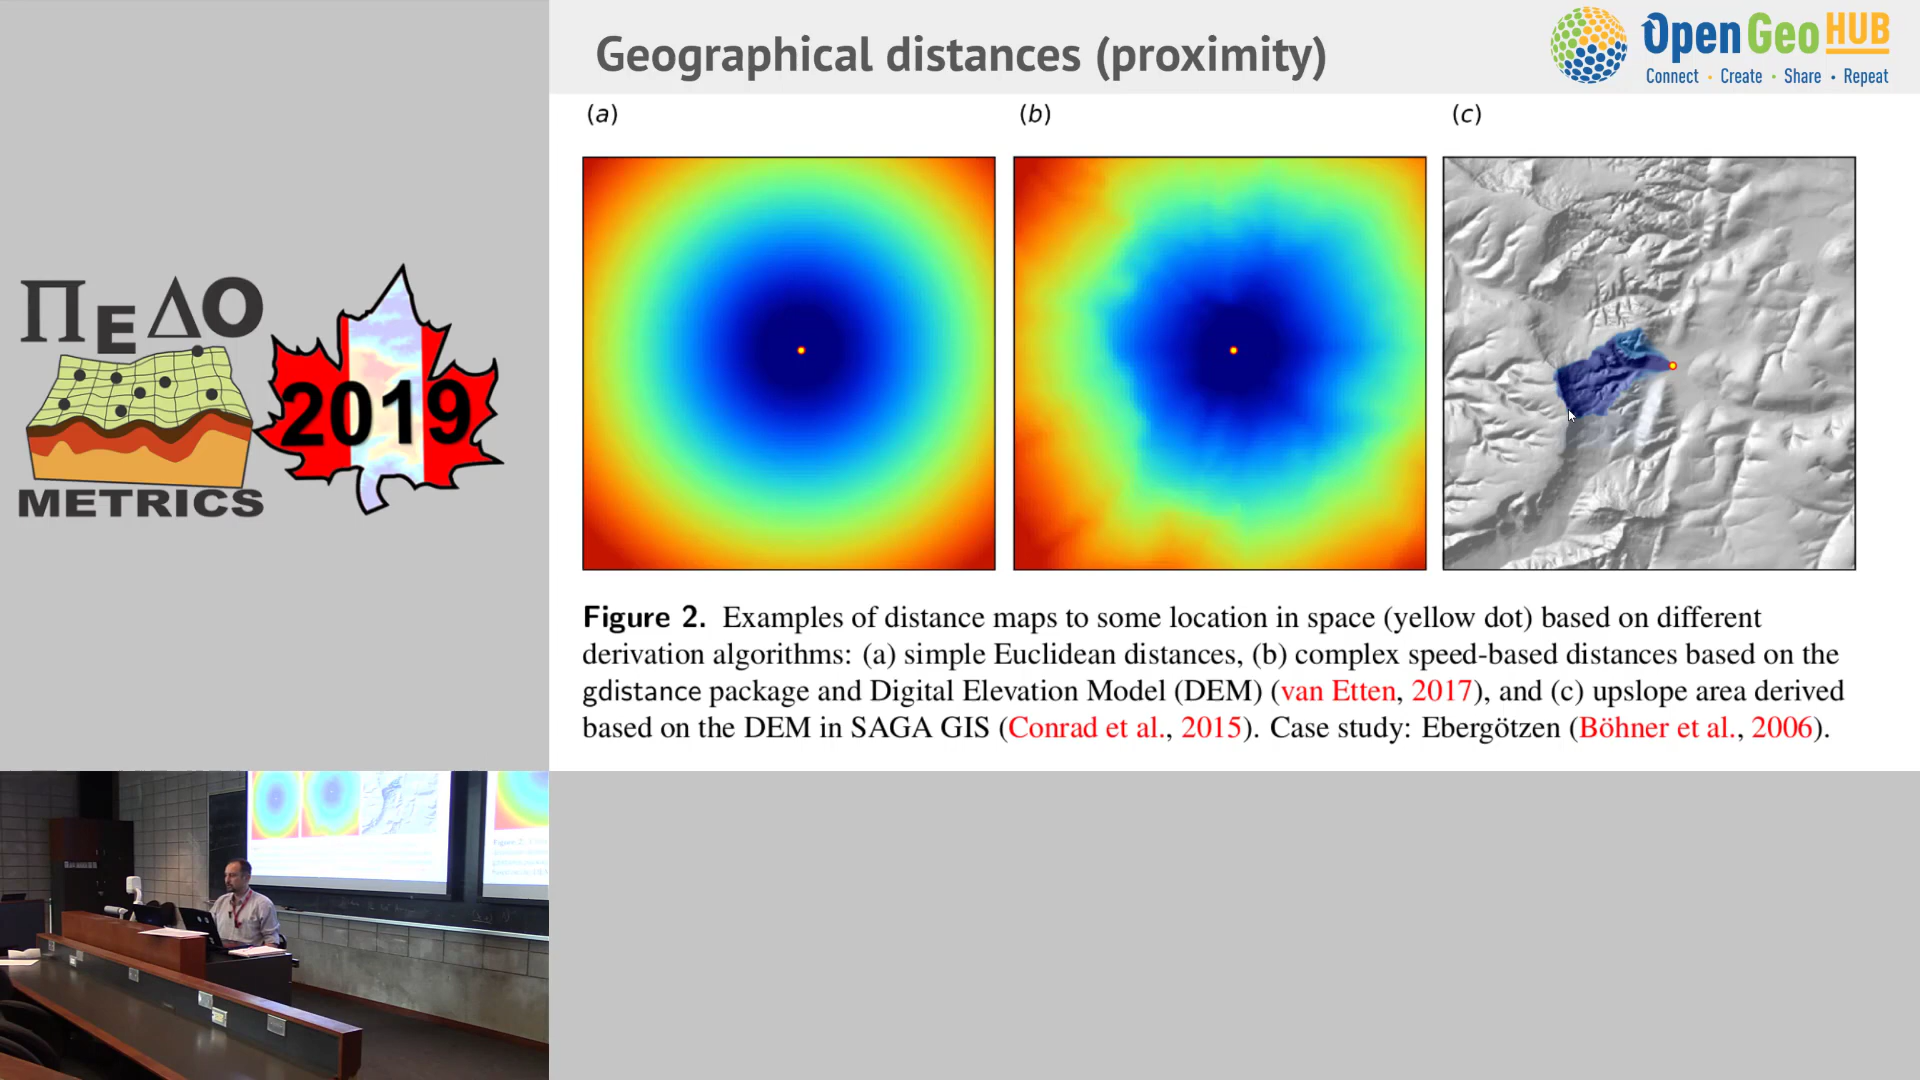 Geographical distances (proximity)
OpenGeoHUB
Connect · Create · Share · Repeat
(a)
(b)
(c)
ΠΕΔΟ
METRICS
2019
Figure 2. Examples of distance maps to some location in space (yellow dot) based on different
derivation algorithms: (a) simple Euclidean distances, (b) complex speed-based distances based on the
gdistance package and Digital Elevation Model (DEM) (van Etten, 2017), and (c) upslope area derived
based on the DEM in SAGA GIS (Conrad et al., 2015). Case study: Ebergötzen (Böhner et al., 2006).